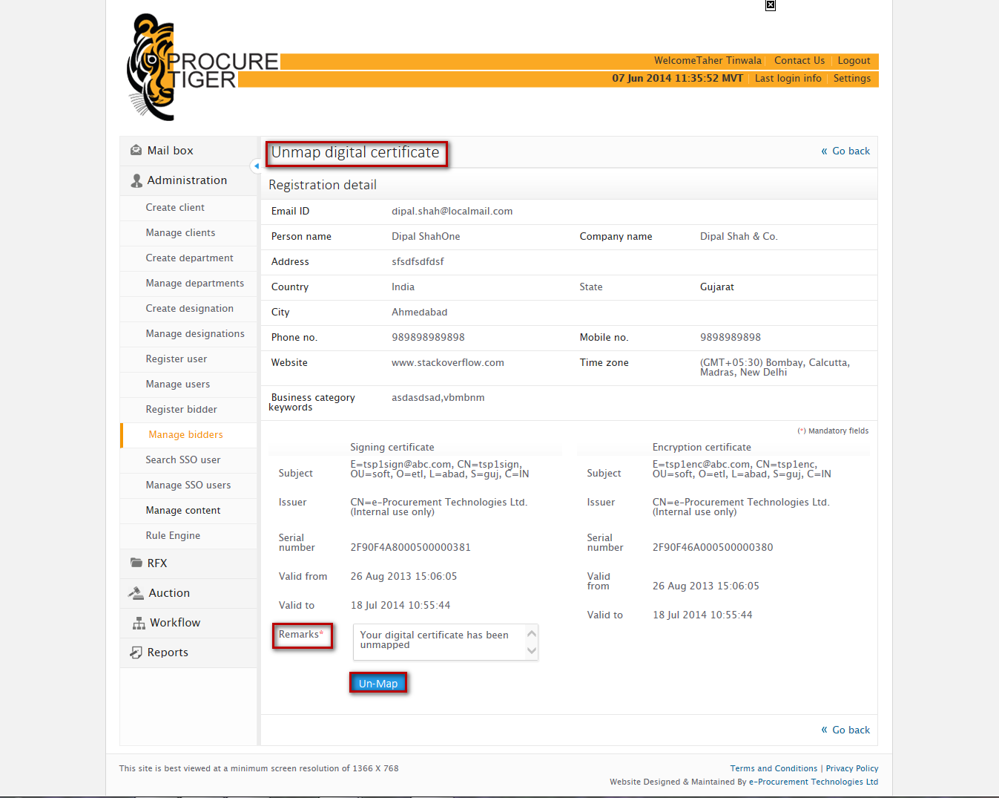 PROCURE
TIGER
WelcomeTaher Tinwala Contact Us Logout
07 Jun 2014 11:35:52 MVT Last login info Settings
Mail box
Administration
Create client
Manage clients
Create department
Manage departments
Create designation
Manage designations
Register user
Manage users
Register bidder
Manage bidders
Search SSO user
Manage SSO users
Manage content
Rule Engine
RFX
Auction
Workflow
Reports
Unmap digital certificate
« Go back
Registration detail
Email ID dipal.shah@localmail.com
Person name Dipal ShahOne Company name Dipal Shah & Co.
Address sfsdfsdfdsf
Country India State Gujarat
City Ahmedabad
Phone no. 989898989898 Mobile no. 9898989898
Website www.stackoverflow.com Time zone (GMT+05:30) Bombay, Calcutta,
Madras, New Delhi
Business category
keywords
asdasdsad,vbmbnm
(*) Mandatory fields
Signing certificate
Subject
E=tsp1sign@abc.com, CN=tsp1sign,
OU=soft, O=etl, L=abad, S=guj, C=IN
Issuer
CN=e-Procurement Technologies Ltd.
(Internal use only)
Serial
number
2F90F4A8000500000381
Valid from 26 Aug 2013 15:06:05
Valid to 18 Jul 2014 10:55:44
Remarks*
Your digital certificate has been
unmapped
Un-Map
Encryption certificate
Subject
E=tsp1enc@abc.com, CN=tsp1enc,
OU=soft, O=etl, L=abad, S=guj, C=IN
Issuer
CN=e-Procurement Technologies Ltd.
(Internal use only)
Serial
number
2F90F46A000500000380
Valid
from
26 Aug 2013 15:06:05
Valid to 18 Jul 2014 10:55:44
« Go back
This site is best viewed at a minimum screen resolution of 1366 X 768
Terms and Conditions | Privacy Policy
Website Designed & Maintained By e-Procurement Technologies Ltd